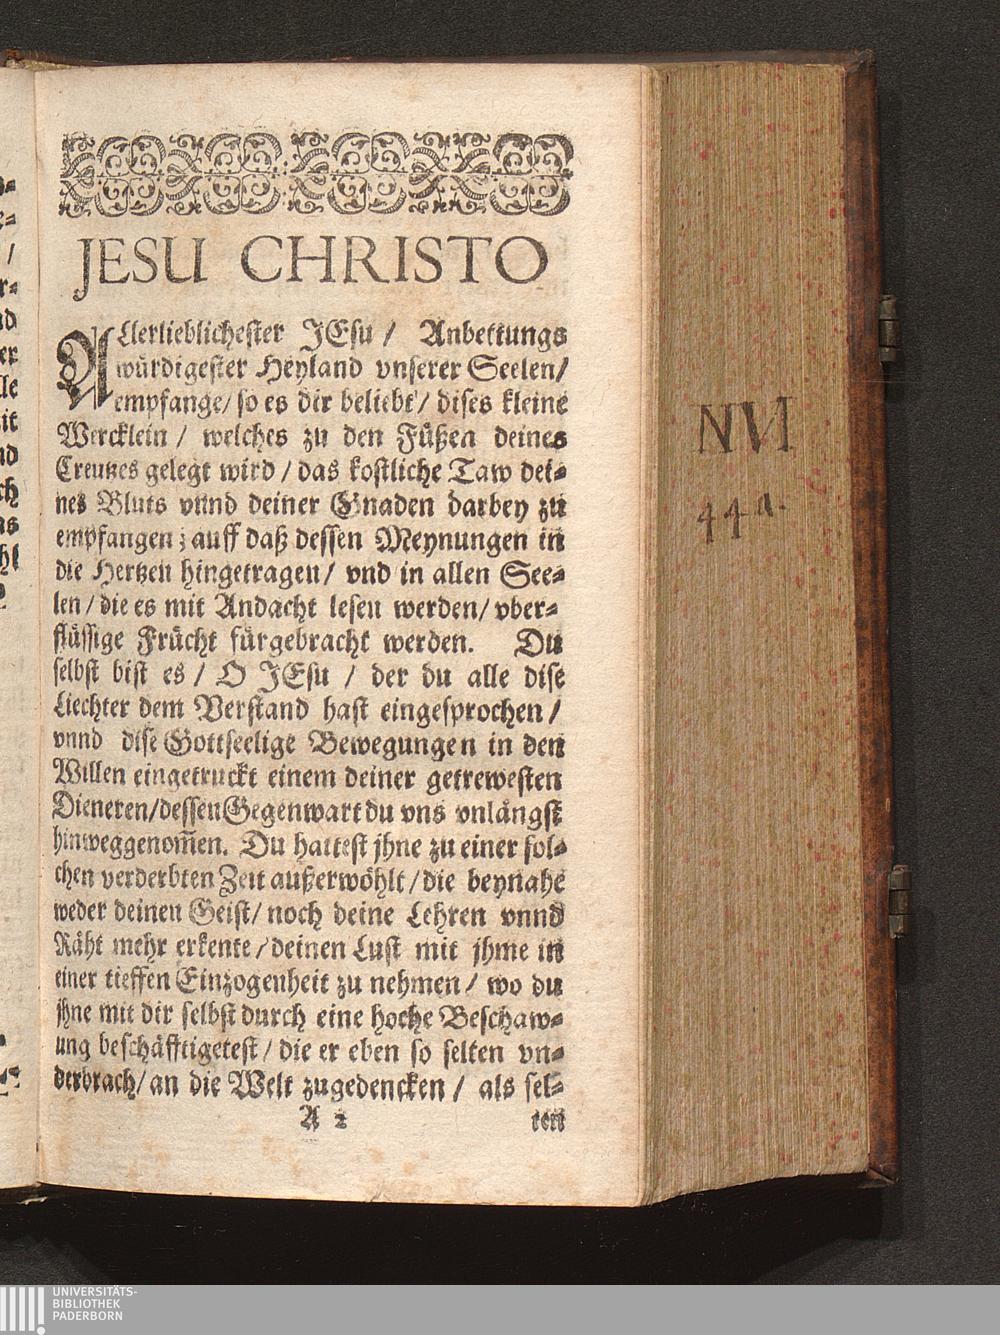 JESU CHRISTO
ALlerlieblichester JEsu / Anbettungs
würdigester Heyland vnserer Seelen/
empfange/ so es dir beliebt/ dises kleine
Wercklein / welches zu den Füßen deines
Creutzes gelegt wird / das kostliche Taw dei⸗
nes Bluts vnnd deiner Gnaden darbey zu
empfangen ; auff daß dessen Meynungen in
die Hertzen hingetragen/ vnd in allen See⸗
len / die es mit Andacht lesen werden/ vber⸗
flüssige Frücht fürgebracht werden. Du
selbst bist es / O JEsu / der du alle dise
Liechter dem Verstand hast eingesprochen /
vnnd dise Gottseelige Bewegungen in den
Willen eingetruckt einem deiner getrewesten
Dieneren/dessen Gegenwart du vns vnlängst
hinweggenom̃en. Du hattest jhne zu einer sol⸗
chen verderbten Zeit außerwöhlt / die beynahe
weder deinen Geist/ noch deine Lehren vnnd
Räht mehr erkente / deinen Lust mit jhme in
einer tieffen Einzogenheit zu nehmen / wo du
jhne mit dir selbst durch eine hoche Beschaw⸗
ung beschäfftigetest / die er eben so selten vn⸗
derbrach/ an die Welt zugedencken / als sel⸗
A 2 ten
NVI
44a.
UNIVERSITÄTS-
BIBLIOTHEK
PADERBORN